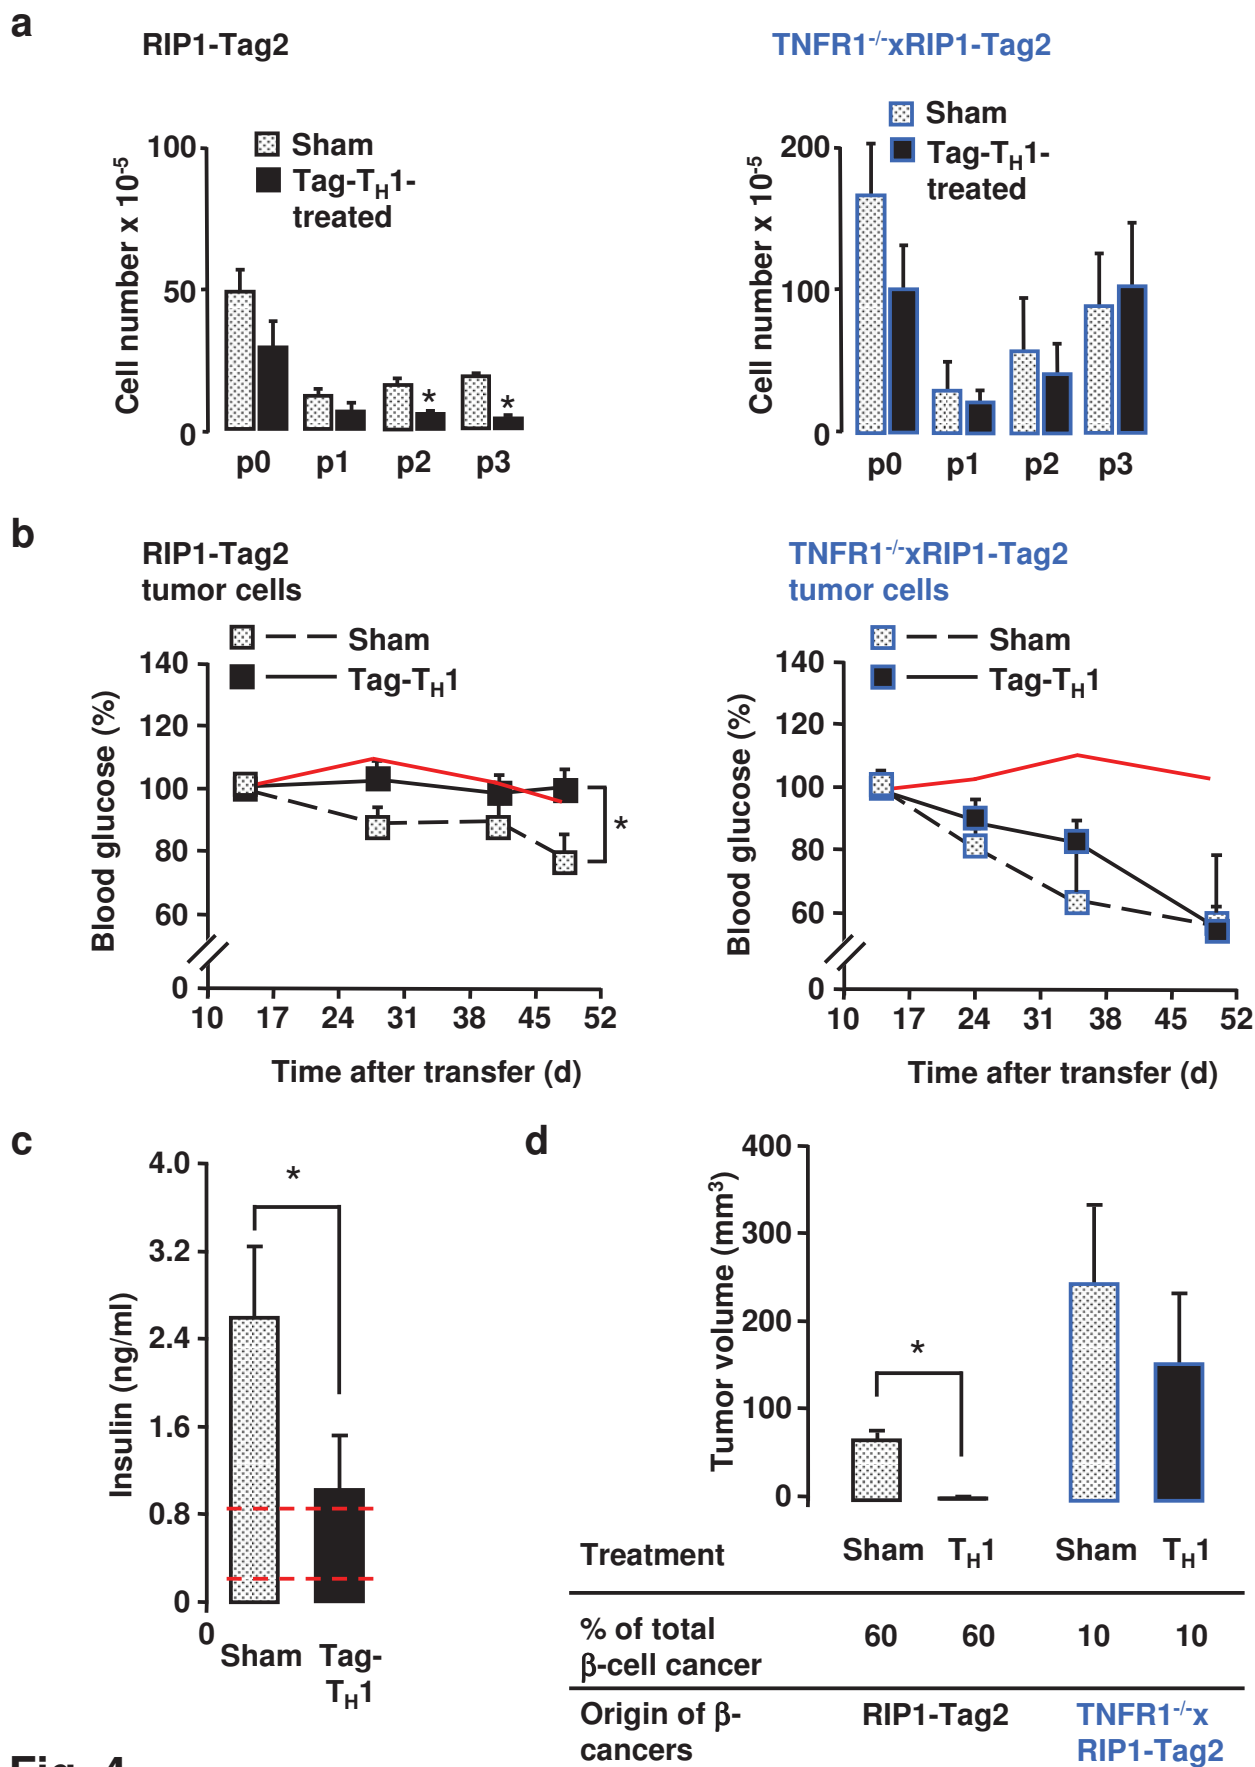 a
RIP1-Tag2
Sham
Tag-TH1-
treated
Cell number x 10-5
100
50
0
p0 p1 p2 p3
*
*
TNFR1-/-xRIP1-Tag2
Sham
Tag-TH1-
treated
Cell number x 10-5
200
100
0
p0 p1 p2 p3
b
RIP1-Tag2
tumor cells
Sham
Tag-TH1
Blood glucose (%)
140
120
100
80
60
0
*
10 17 24 31 38 45 52
Time after transfer (d)
TNFR1-/-xRIP1-Tag2
tumor cells
Sham
Tag-TH1
Blood glucose (%)
140
120
100
80
60
0
10 17 24 31 38 45 52
Time after transfer (d)
c
Insulin (ng/ml)
4.0
3.2
2.4
1.6
0.8
0
0
*
Sham Tag-
TH1
d
Tumor volume (mm3)
400
300
200
100
0
*
Treatment Sham TH1 Sham TH1
% of total
β-cell cancer
60 60 10 10
Origin of β-
cancers
RIP1-Tag2
TNFR1-/-x
RIP1-Tag2